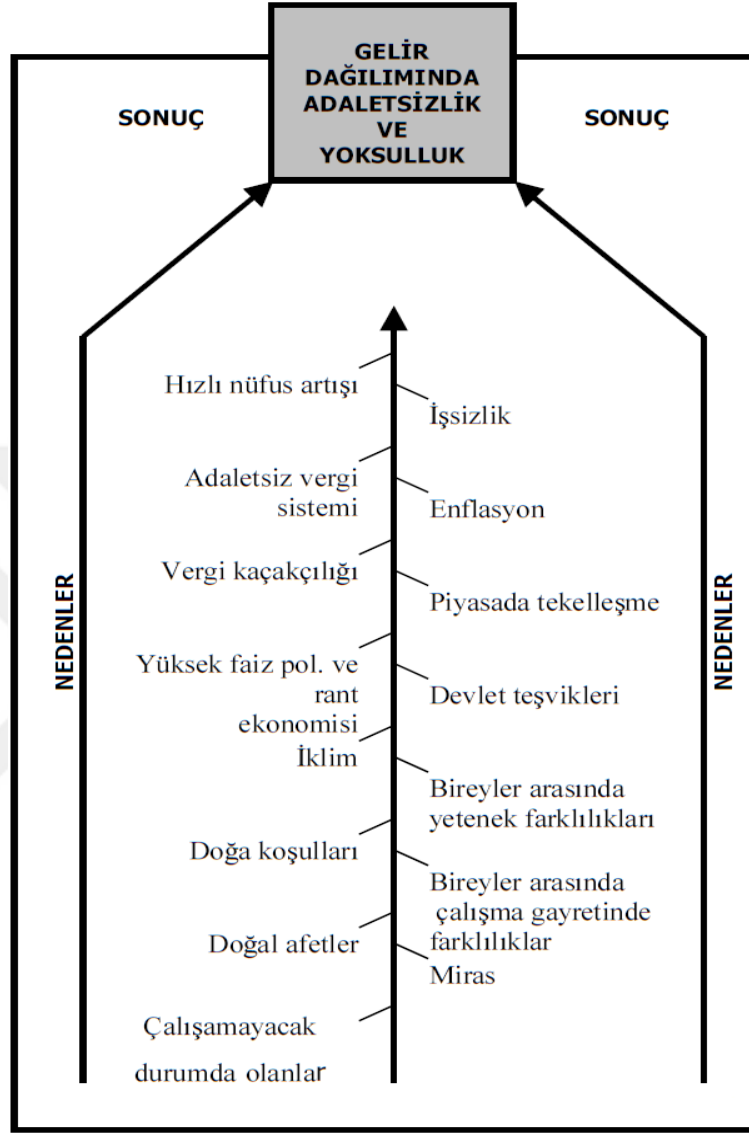 GELİR
DAĞILIMINDA
ADALETSİZLİK
VE
YOKSULLUK
SONUÇ
SONUÇ
NEDENLER
NEDENLER
Hızlı nüfus artışı
İşsizlik
Adaletsiz vergi
sistemi
Enflasyon
Vergi kaçakçılığı
Piyasada tekelleşme
Yüksek faiz pol. ve
rant
ekonomisi
Devlet teşvikleri
İklim
Bireyler arasında
yetenek farklılıkları
Doğa koşulları
Bireyler arasında
çalışma gayretinde
farklılıklar
Doğal afetler
Miras
Çalışamayacak
durumda olanlar